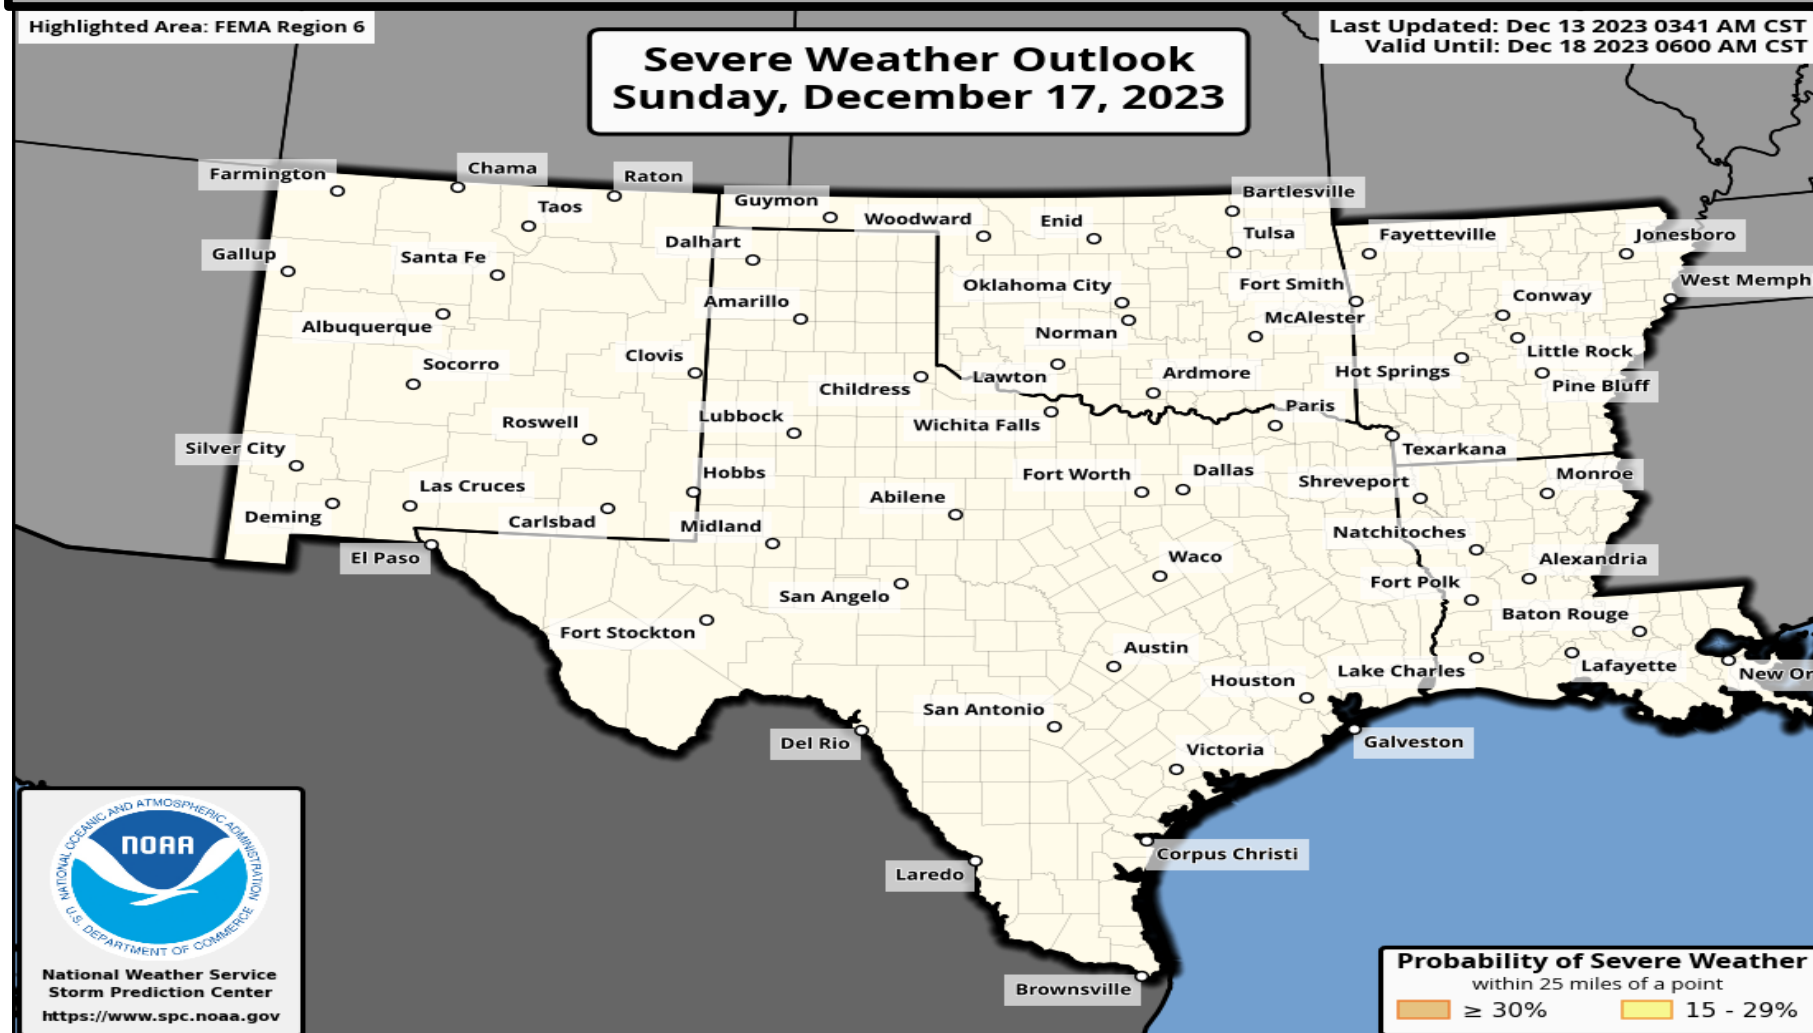 Highlighted Area: FEMA Region 6
Severe Weather Outlook
Sunday, December 17, 2023
Last Updated: Dec 13 2023 0341 AM CST
Valid Until: Dec 18 2023 0600 AM CST
Farmington
Chama
Raton
Taos
Guymon
Woodward
Enid
Bartlesville
Gallup
Santa Fe
Dalhart
Tulsa
Fayetteville
Jonesboro
Albuquerque
Amarillo
Oklahoma City
Fort Smith
Conway
West Memph
Norman
McAlester
Socorro
Clovis
Childress
Lawton
Ardmore
Hot Springs
Little Rock
Pine Bluff
Roswell
Lubbock
Wichita Falls
Paris
Silver City
Hobbs
Texarkana
Las Cruces
Abilene
Fort Worth
Dallas
Shreveport
Monroe
Deming
Carlsbad
Midland
Natchitoches
El Paso
Waco
Alexandria
San Angelo
Fort Polk
Fort Stockton
Baton Rouge
Austin
Houston
Lake Charles
Lafayette
New Or
San Antonio
Del Rio
Victoria
Galveston
Laredo
Corpus Christi
Brownsville
NATIONAL OCEANIC AND ATMOSPHERIC ADMINISTRATION
NOAA
U.S. DEPARTMENT OF COMMERCE
National Weather Service
Storm Prediction Center
https://www.spc.noaa.gov
Probability of Severe Weather
within 25 miles of a point
≥ 30%
15 - 29%